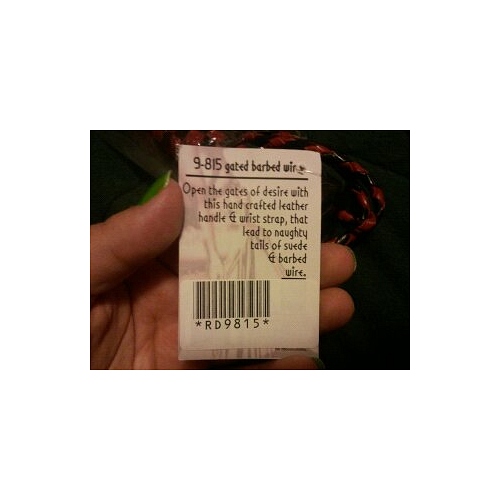 9-815 gated barbed wire
Open the gates of desire with
this hand crafted leather
handle & wrist strap, that
lead to naughty
tails of suede
& barbed
wire.
*RD9815*